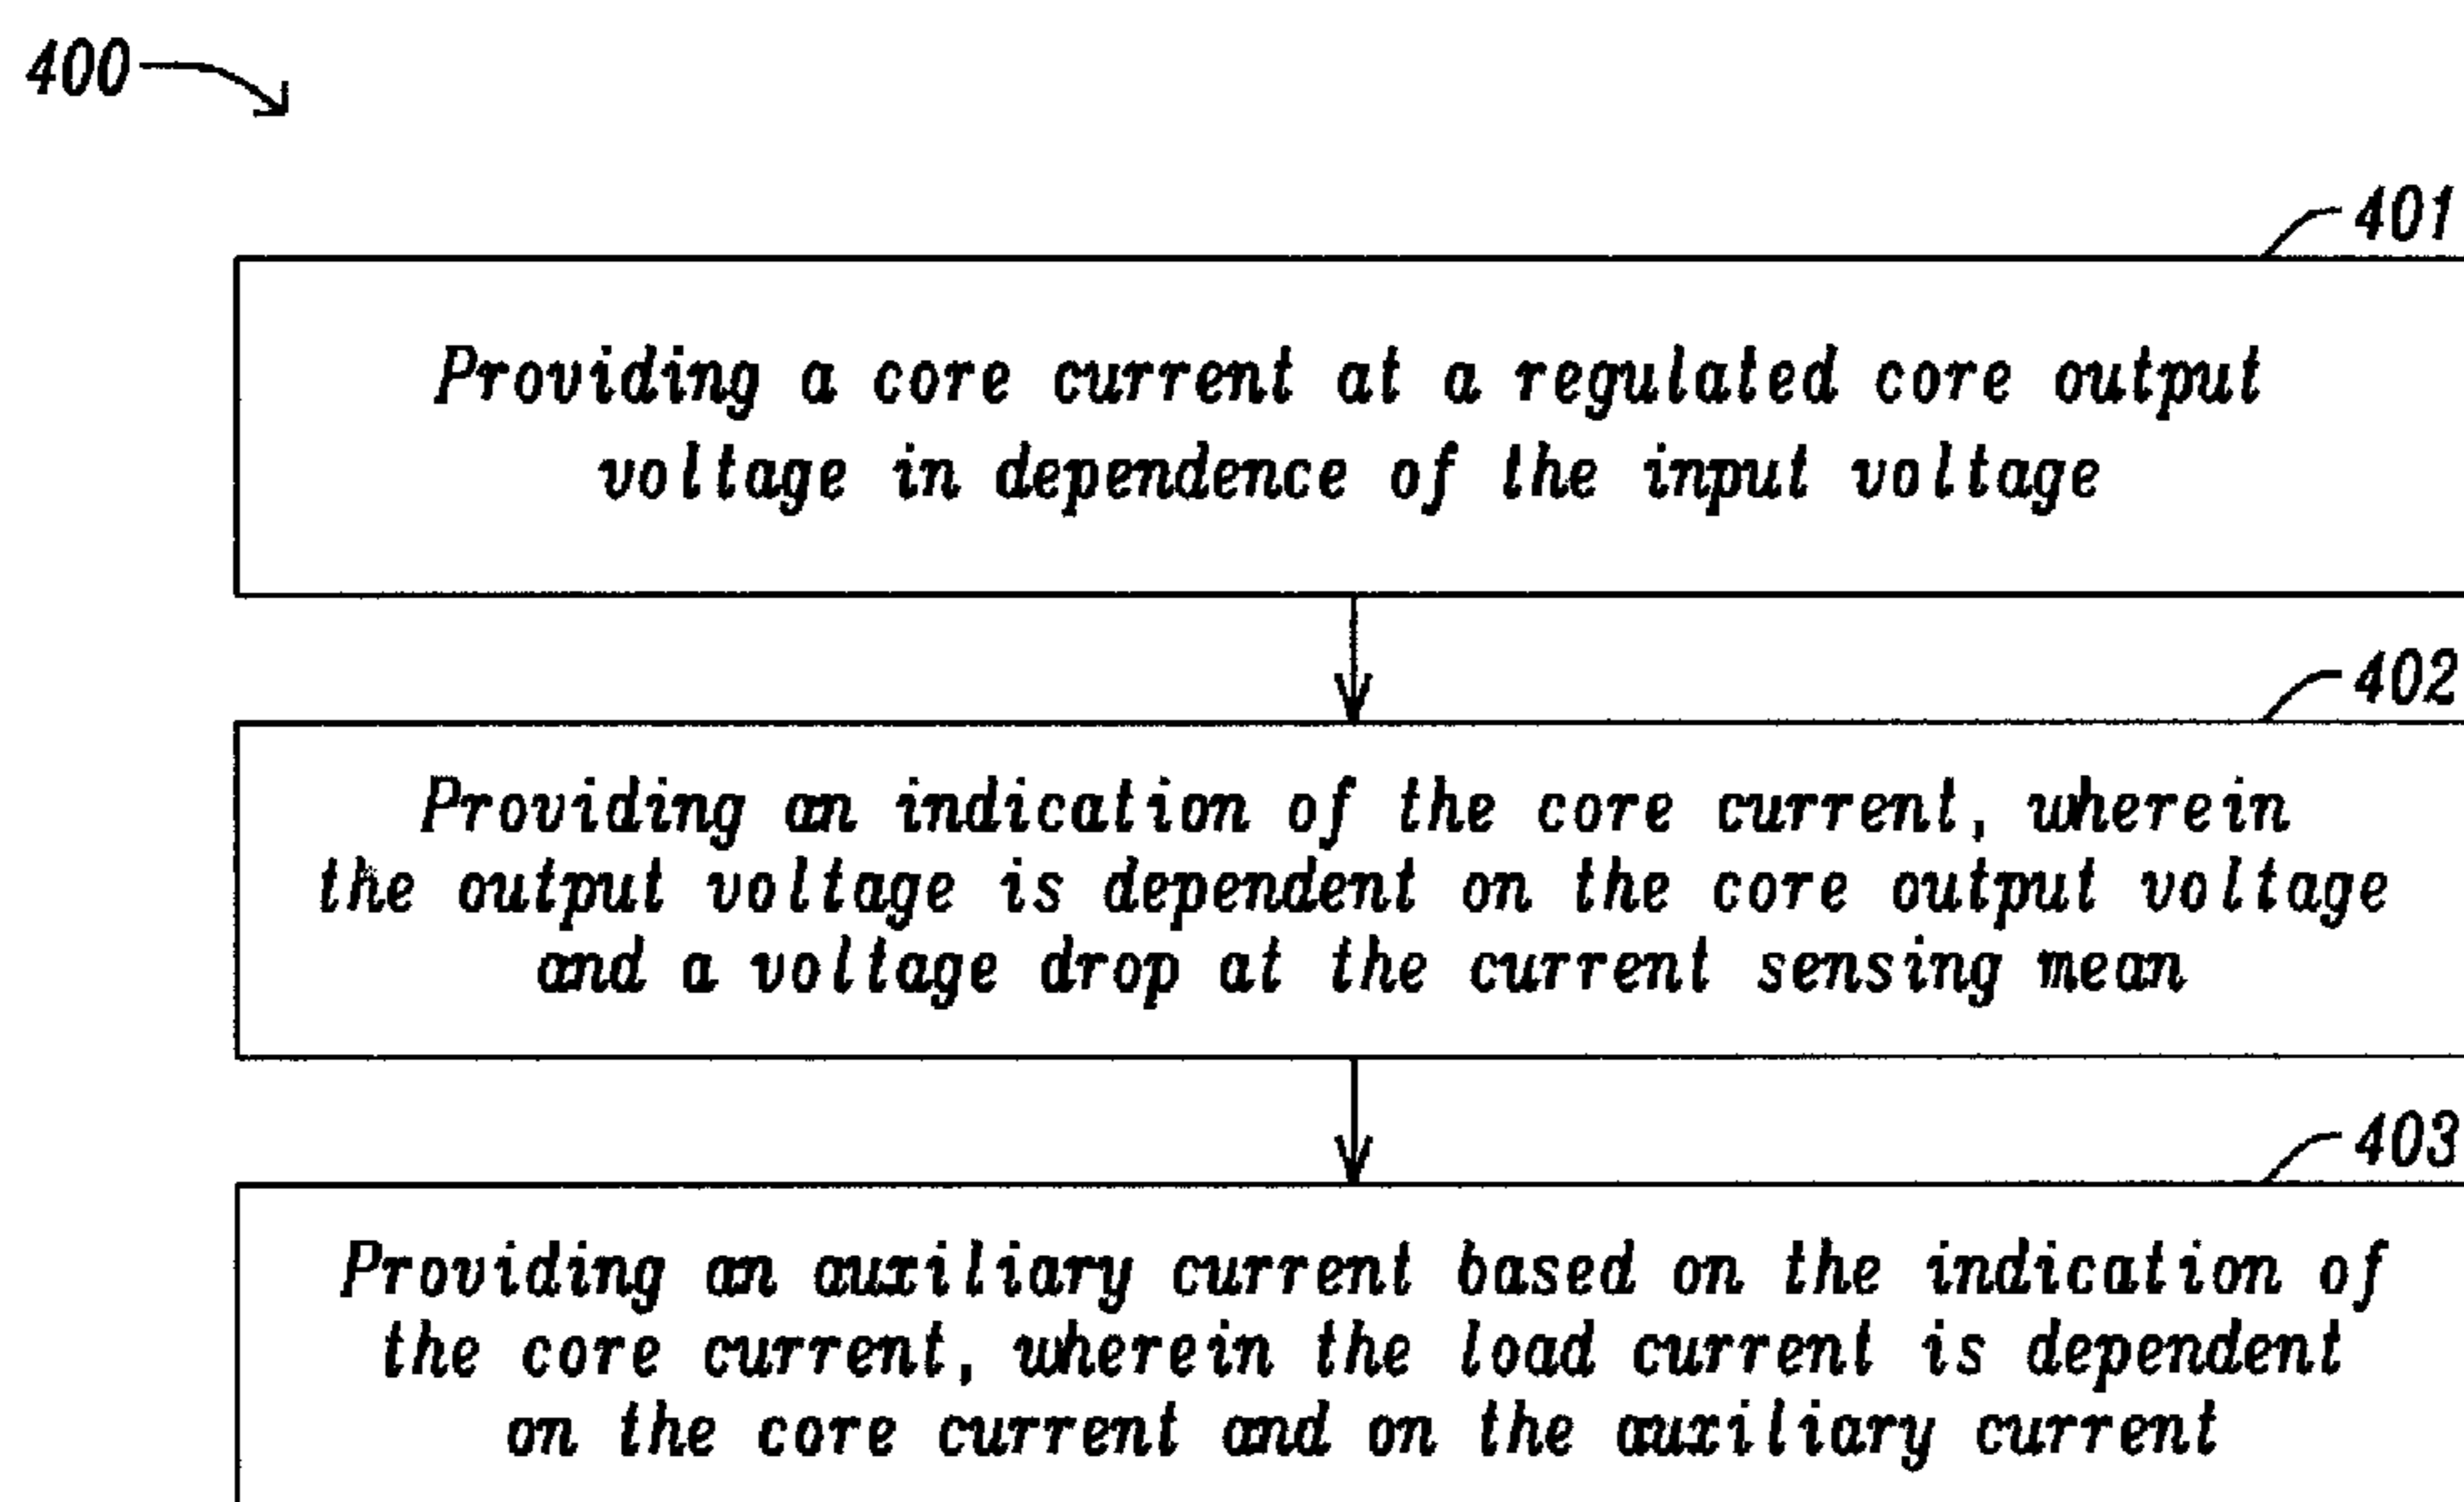 400
401
Providing a core current at a regulated core output
voltage in dependence of the input voltage
402
Providing an indication of the core current, wherein
the output voltage is dependent on the core output voltage
and a voltage drop at the current sensing mean
403
Providing an auxiliary current based on the indication of
the core current, wherein the load current is dependent
on the core current and on the auxiliary current